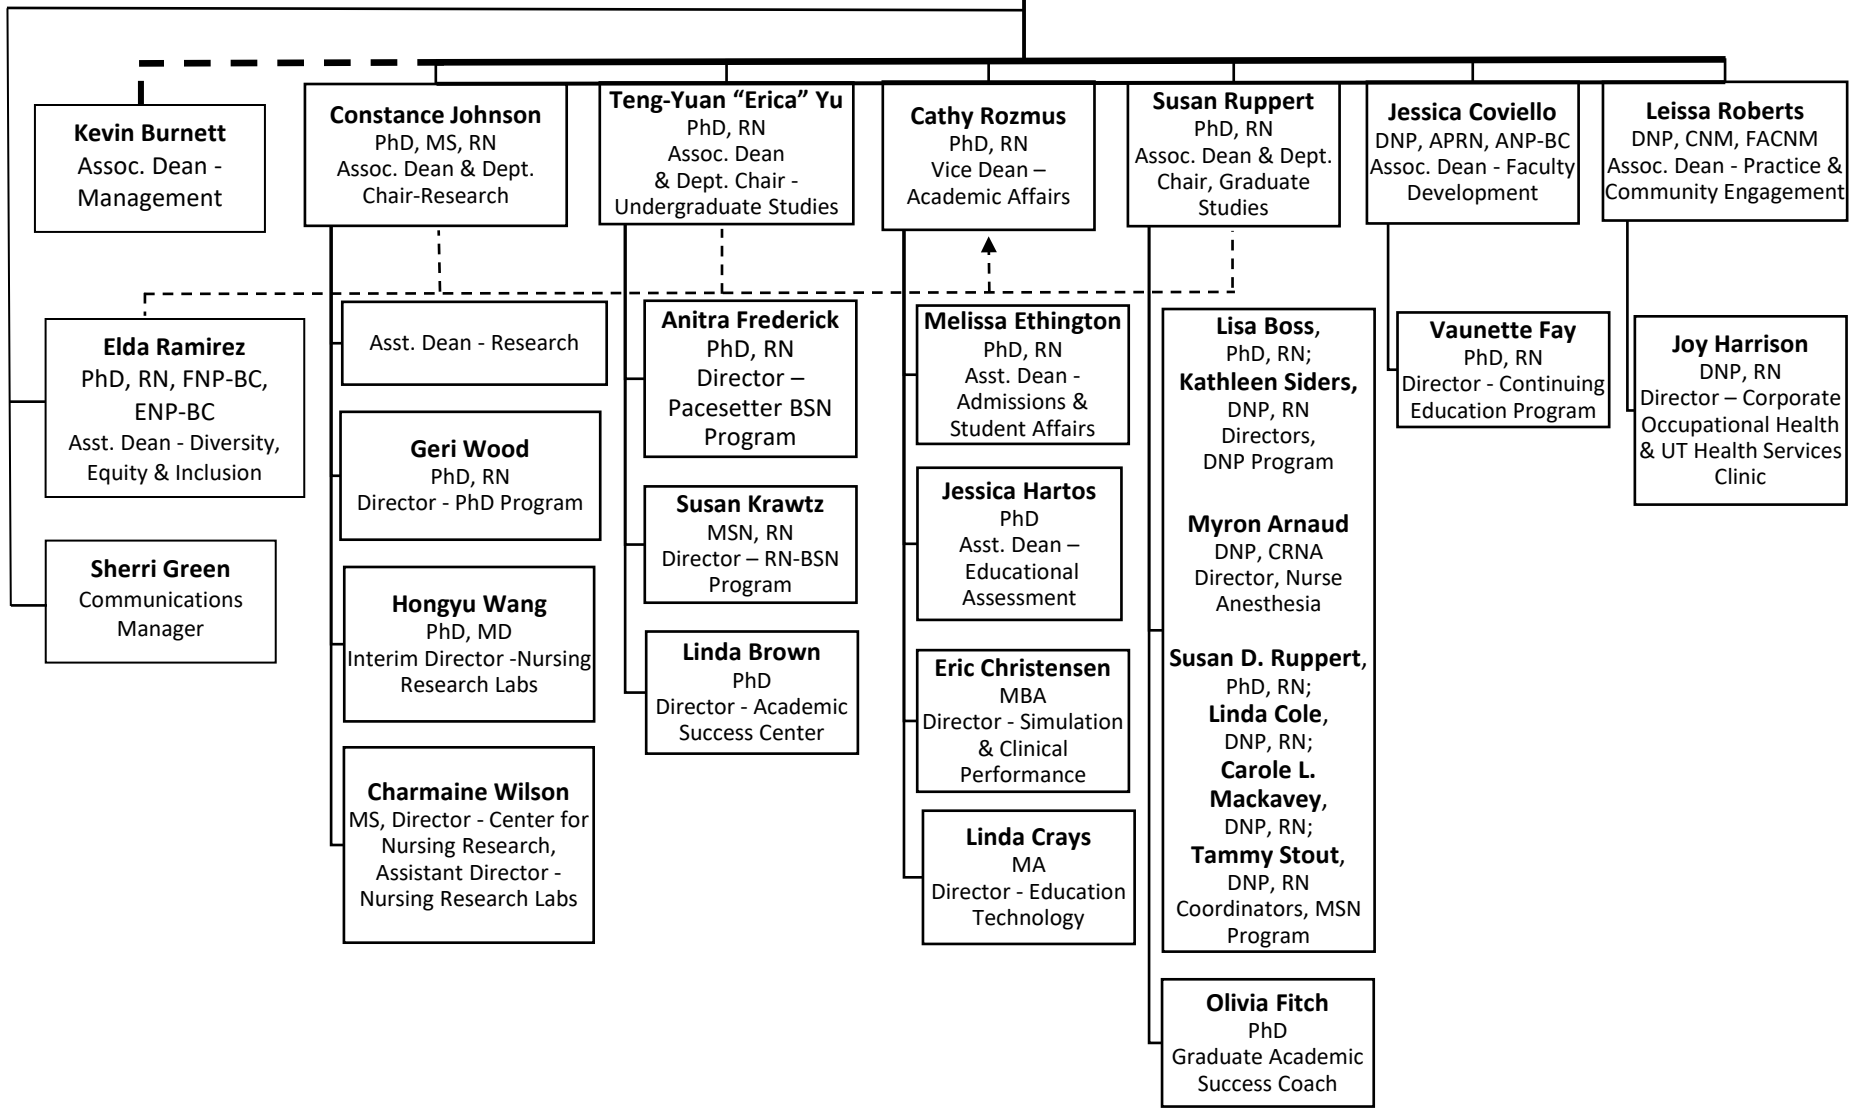 Kevin Burnett
Assoc. Dean -
Management
Constance Johnson
PhD, MS, RN
Assoc. Dean & Dept.
Chair-Research
Teng-Yuan “Erica” Yu
PhD, RN
Assoc. Dean
& Dept. Chair -
Undergraduate Studies
Cathy Rozmus
PhD, RN
Vice Dean –
Academic Affairs
Susan Ruppert
PhD, RN
Assoc. Dean & Dept.
Chair, Graduate
Studies
Jessica Coviello
DNP, APRN, ANP-BC
Assoc. Dean - Faculty
Development
Leissa Roberts
DNP, CNM, FACNM
Assoc. Dean - Practice &
Community Engagement
Elda Ramirez
PhD, RN, FNP-BC,
ENP-BC
Asst. Dean - Diversity,
Equity & Inclusion
Sherri Green
Communications
Manager
Asst. Dean - Research
Geri Wood
PhD, RN
Director - PhD Program
Hongyu Wang
PhD, MD
Interim Director -Nursing
Research Labs
Charmaine Wilson
MS, Director - Center for
Nursing Research,
Assistant Director -
Nursing Research Labs
Anitra Frederick
PhD, RN
Director –
Pacesetter BSN
Program
Susan Krawtz
MSN, RN
Director – RN-BSN
Program
Linda Brown
PhD
Director - Academic
Success Center
Melissa Ethington
PhD, RN
Asst. Dean -
Admissions &
Student Affairs
Jessica Hartos
PhD
Asst. Dean –
Educational
Assessment
Eric Christensen
MBA
Director - Simulation
& Clinical
Performance
Linda Crays
MA
Director - Education
Technology
Lisa Boss,
PhD, RN;
Kathleen Siders,
DNP, RN
Directors,
DNP Program
Myron Arnaud
DNP, CRNA
Director, Nurse
Anesthesia
Susan D. Ruppert,
PhD, RN;
Linda Cole,
DNP, RN;
Carole L.
Mackavey,
DNP, RN;
Tammy Stout,
DNP, RN
Coordinators, MSN
Program
Olivia Fitch
PhD
Graduate Academic
Success Coach
Vaunette Fay
PhD, RN
Director - Continuing
Education Program
Joy Harrison
DNP, RN
Director – Corporate
Occupational Health
& UT Health Services
Clinic